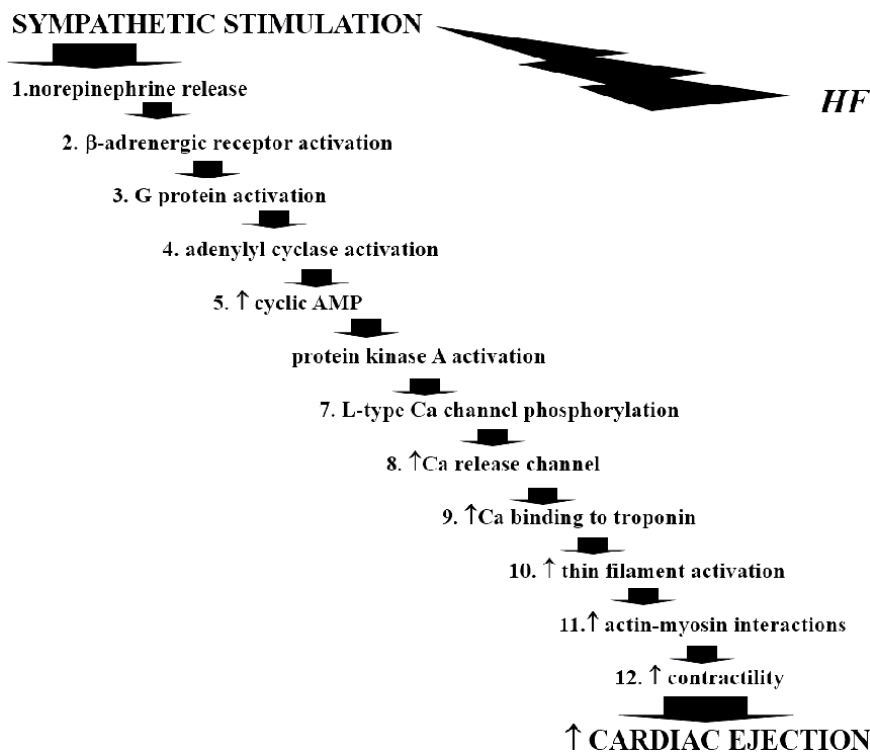 SYMPATHETIC STIMULATION
HF
1.norepinephrine release
2. β-adrenergic receptor activation
3. G protein activation
4. adenylyl cyclase activation
5. ↑ cyclic AMP
protein kinase A activation
7. L-type Ca channel phosphorylation
8. ↑Ca release channel
9. ↑Ca binding to troponin
10. ↑ thin filament activation
11.↑ actin-myosin interactions
12. ↑ contractility
↑ CARDIAC EJECTION